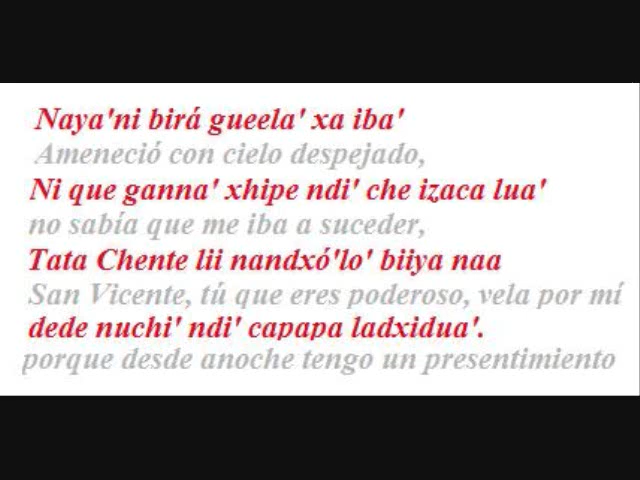 Naya'ni birá gueela' xa iba'
Ameneció con cielo despejado,
Ni que ganna' xhipe ndi' che izaca lua'
no sabía que me iba a suceder,
Tata Chente lii nandxó'lo' biiya naa
San Vicente, tú que eres poderoso, vela por mí
dede nuchi' ndi' capapa ladxidua'.
porque desde anoche tengo un presentimiento